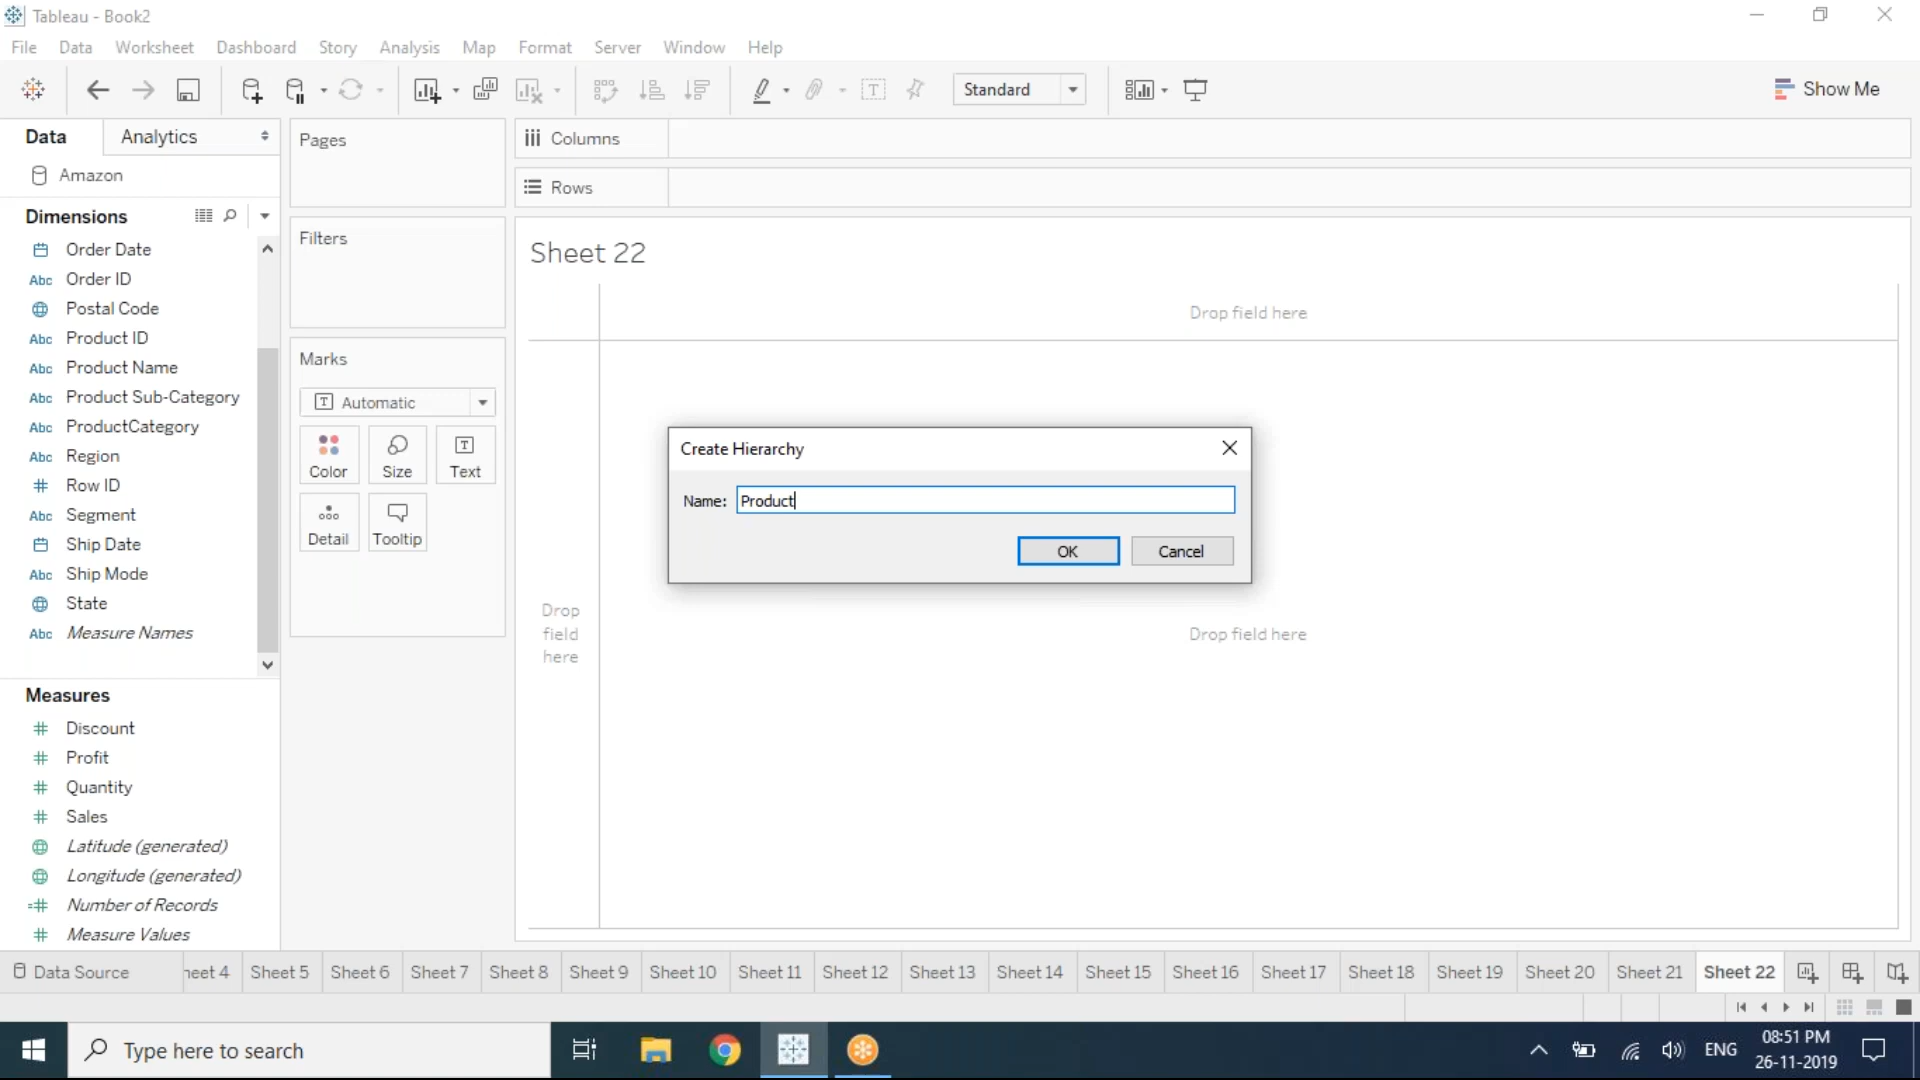 Tableau - Book2
File Data Worksheet Dashboard Story Analysis Map Format Server Window Help
Standard
Show Me
Data Analytics
Amazon
Dimensions
Order Date
Abc Order ID
Postal Code
Abc Product ID
Abc Product Name
Abc Product Sub-Category
Abc ProductCategory
Abc Region
# Row ID
Abc Segment
Ship Date
Abc Ship Mode
State
Abc Measure Names
Measures
# Discount
# Profit
# Quantity
# Sales
Latitude (generated)
Longitude (generated)
=# Number of Records
# Measure Values
Pages
Filters
Marks
T Automatic
Color Size Text
Detail Tooltip
iii Columns
Rows
Sheet 22
Drop field here
Drop
field
here
Drop field here
Create Hierarchy
Name: Product
OK Cancel
Data Source heet 4 Sheet 5 Sheet 6 Sheet 7 Sheet 8 Sheet 9 Sheet 10 Sheet 11 Sheet 12 Sheet 13 Sheet 14 Sheet 15 Sheet 16 Sheet 17 Sheet 18 Sheet 19 Sheet 20 Sheet 21 Sheet 22
Type here to search
ENG
08:51 PM
26-11-2019